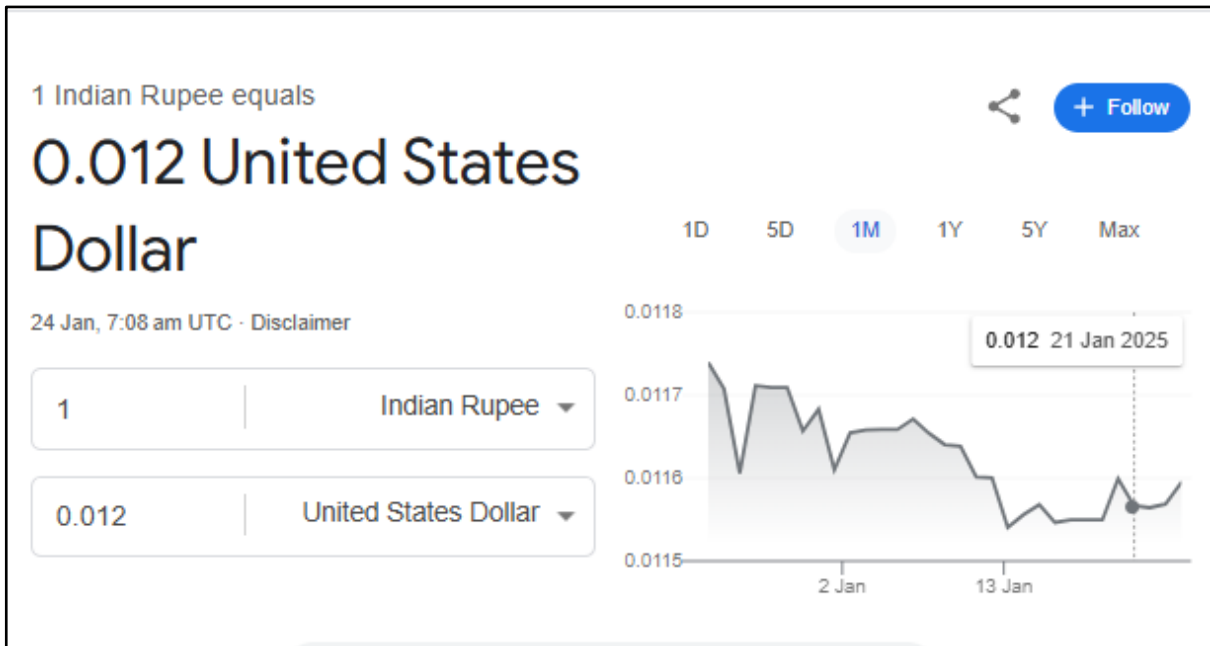 1 Indian Rupee equals
0.012 United States
Dollar
24 Jan, 7:08 am UTC · Disclaimer
1 Indian Rupee
0.012 United States Dollar
+ Follow
1D 5D 1M 1Y 5Y Max
0.0118
0.012 21 Jan 2025
0.0117
0.0116
0.0115
2 Jan 13 Jan